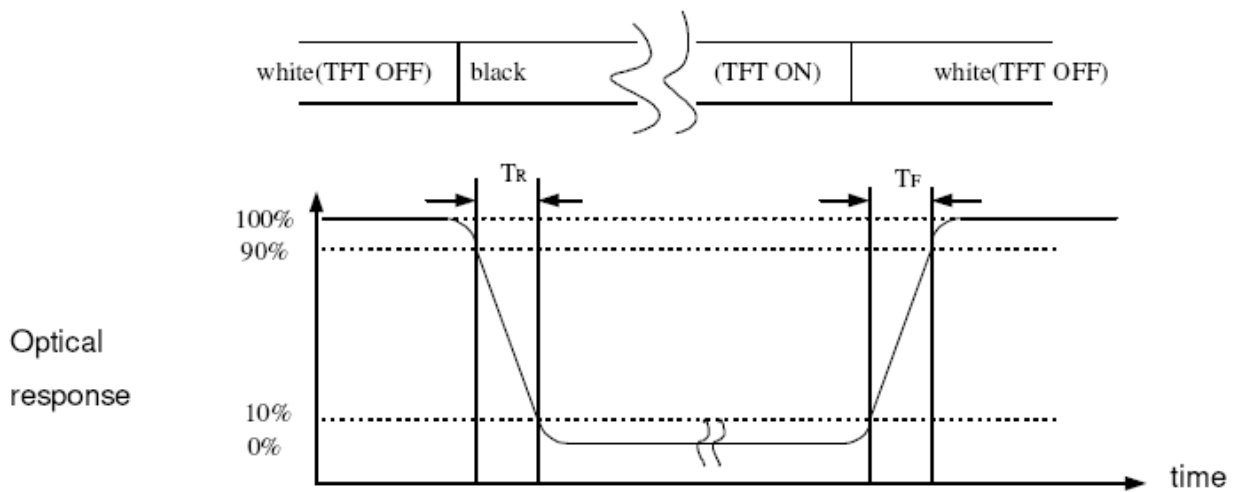 white(TFT OFF) black (TFT ON) white(TFT OFF)
TR TF
100%
90%
Optical
response
10%
0%
time